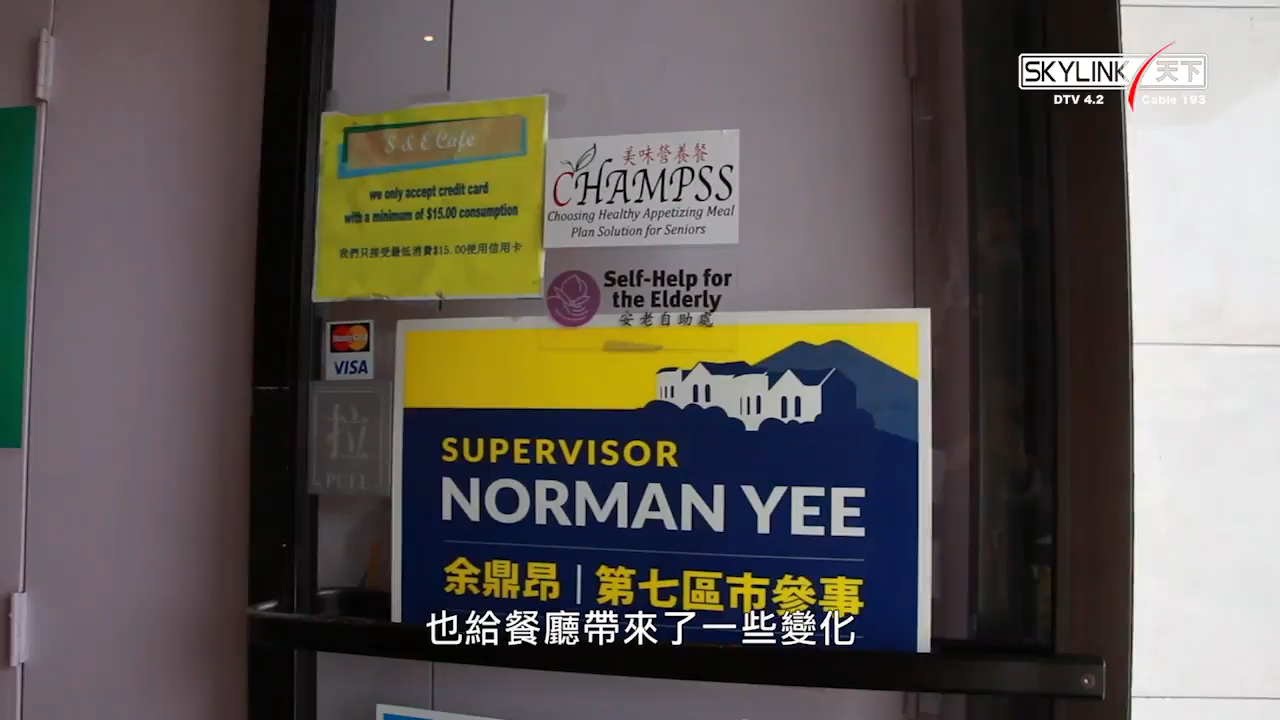 SKYLINK 天下
DTV 4.2 Cable 193
S & E Cafe
we only accept credit card
with a minimum of $15.00 consumption
我們只接受最低消費$15.00使用信用卡
美味營養餐
CHAMPSS
Choosing Healthy Appetizing Meal
Plan Solution for Seniors
Self-Help for
the Elderly
安老自助處
MasterCard
VISA
拉
PULL
SUPERVISOR
NORMAN YEE
余鼎昂 | 第七區市參事
也給餐廳帶來了一些變化